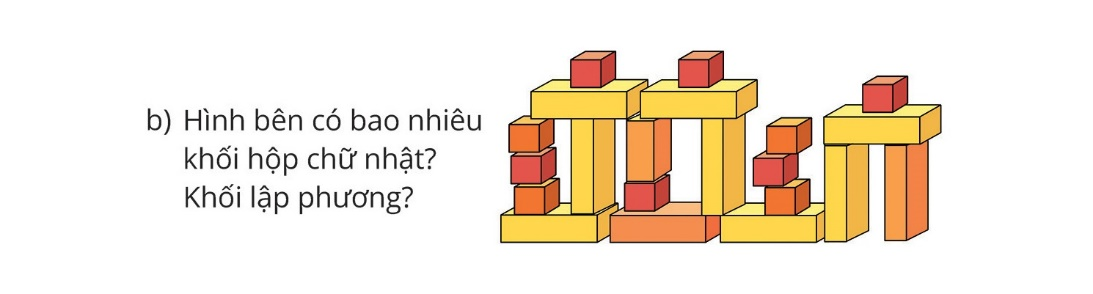 b) Hình bên có bao nhiêu
khối hộp chữ nhật?
Khối lập phương?